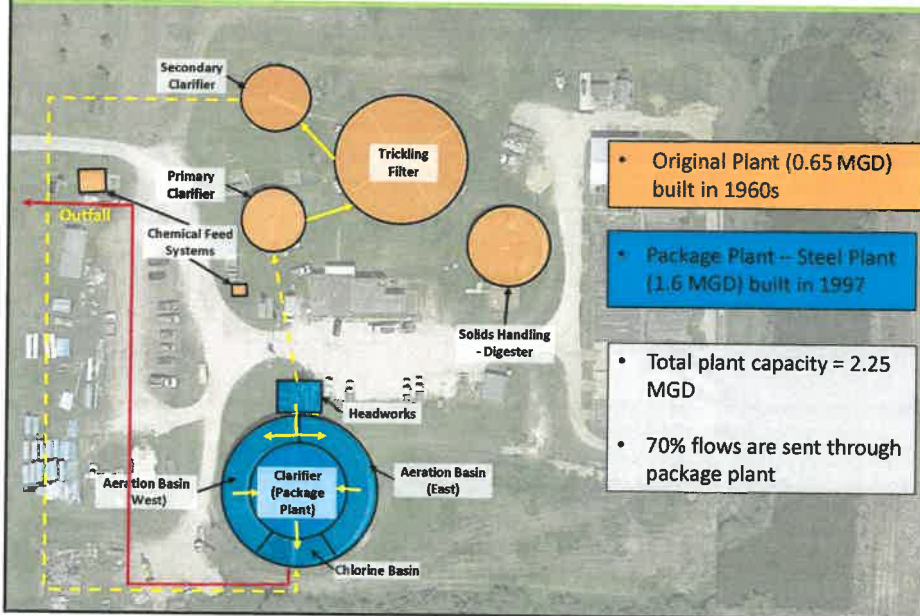 Secondary
Clarifier
Trickling
Filter
Primary
Clarifier
Outfall
Chemical Feed
Systems
Solids Handling
- Digester
Headworks
Aeration Basin
(West)
Clarifier
(Package
Plant)
Aeration Basin
(East)
Chlorine Basin
• Original Plant (0.65 MGD)
built in 1960s
• Package Plant – Steel Plant
(1.6 MGD) built in 1997
• Total plant capacity = 2.25
MGD
• 70% flows are sent through
package plant